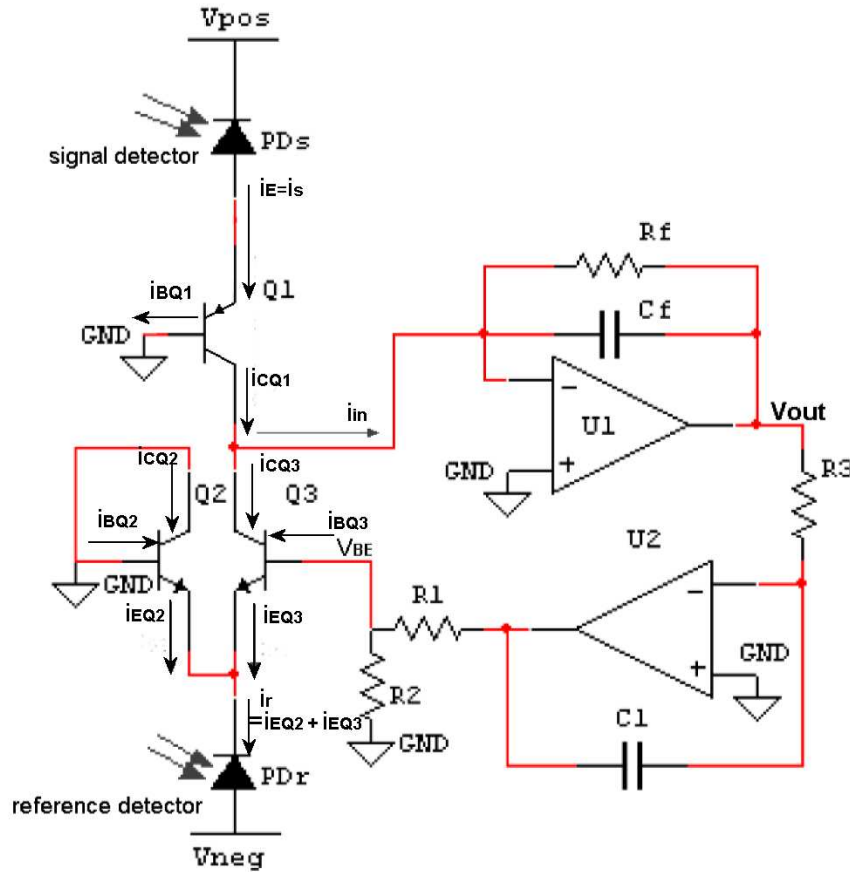 Vpos
PDs
signal detector
iE=is
iBQ1
Q1
GND
iCQ1
iin
Rf
Cf
U1
GND
Vout
R3
iCQ2
Q2
iCQ3
Q3
iBQ2
iBQ3
VBE
GND
iEQ2
iEQ3
U2
R1
R2
GND
GND
C1
ir
=iEQ2 + iEQ3
PDr
reference detector
Vneg